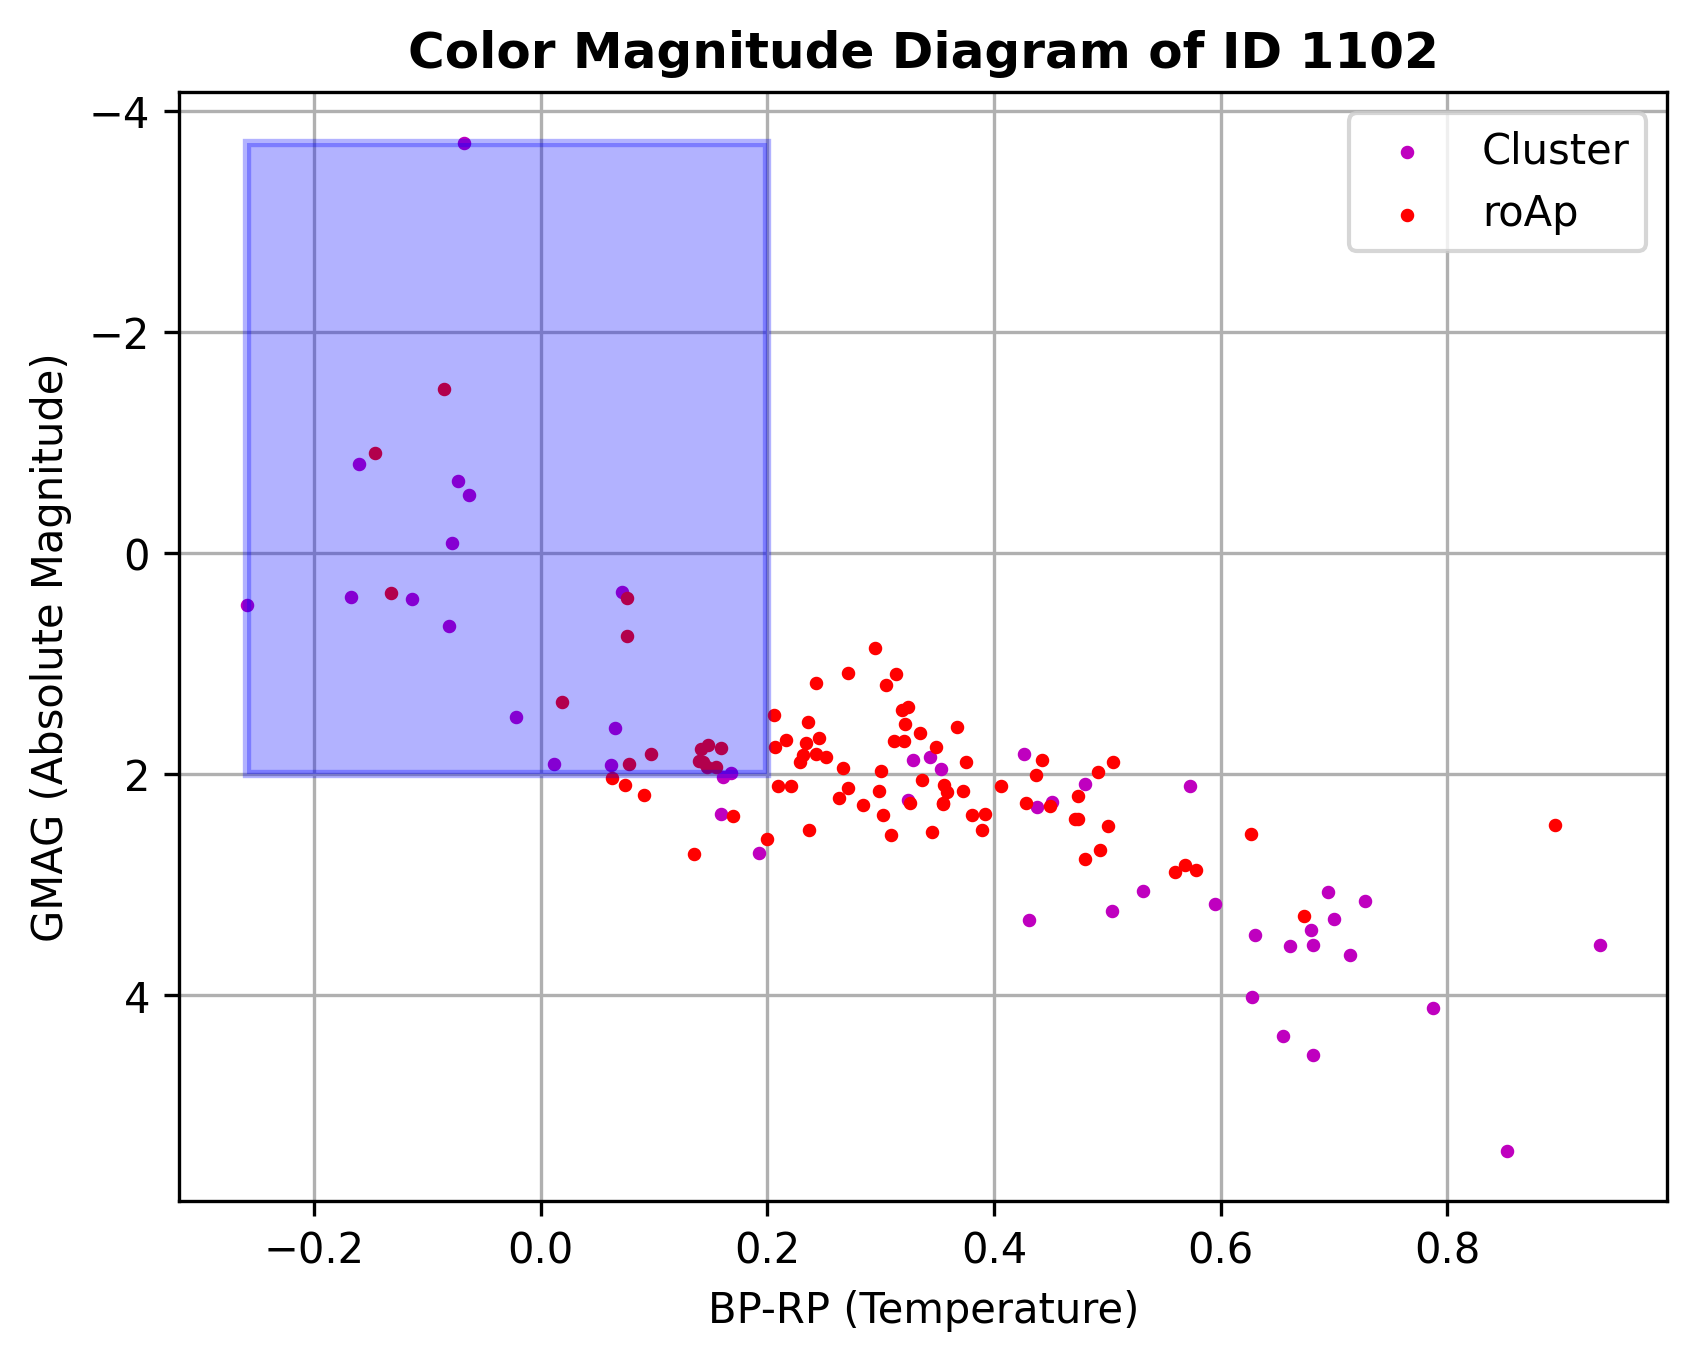 Color Magnitude Diagram of ID 1102
Cluster
roAp
GMAG (Absolute Magnitude)
−4
−2
0
2
4
−0.2 0.0 0.2 0.4 0.6 0.8
BP-RP (Temperature)